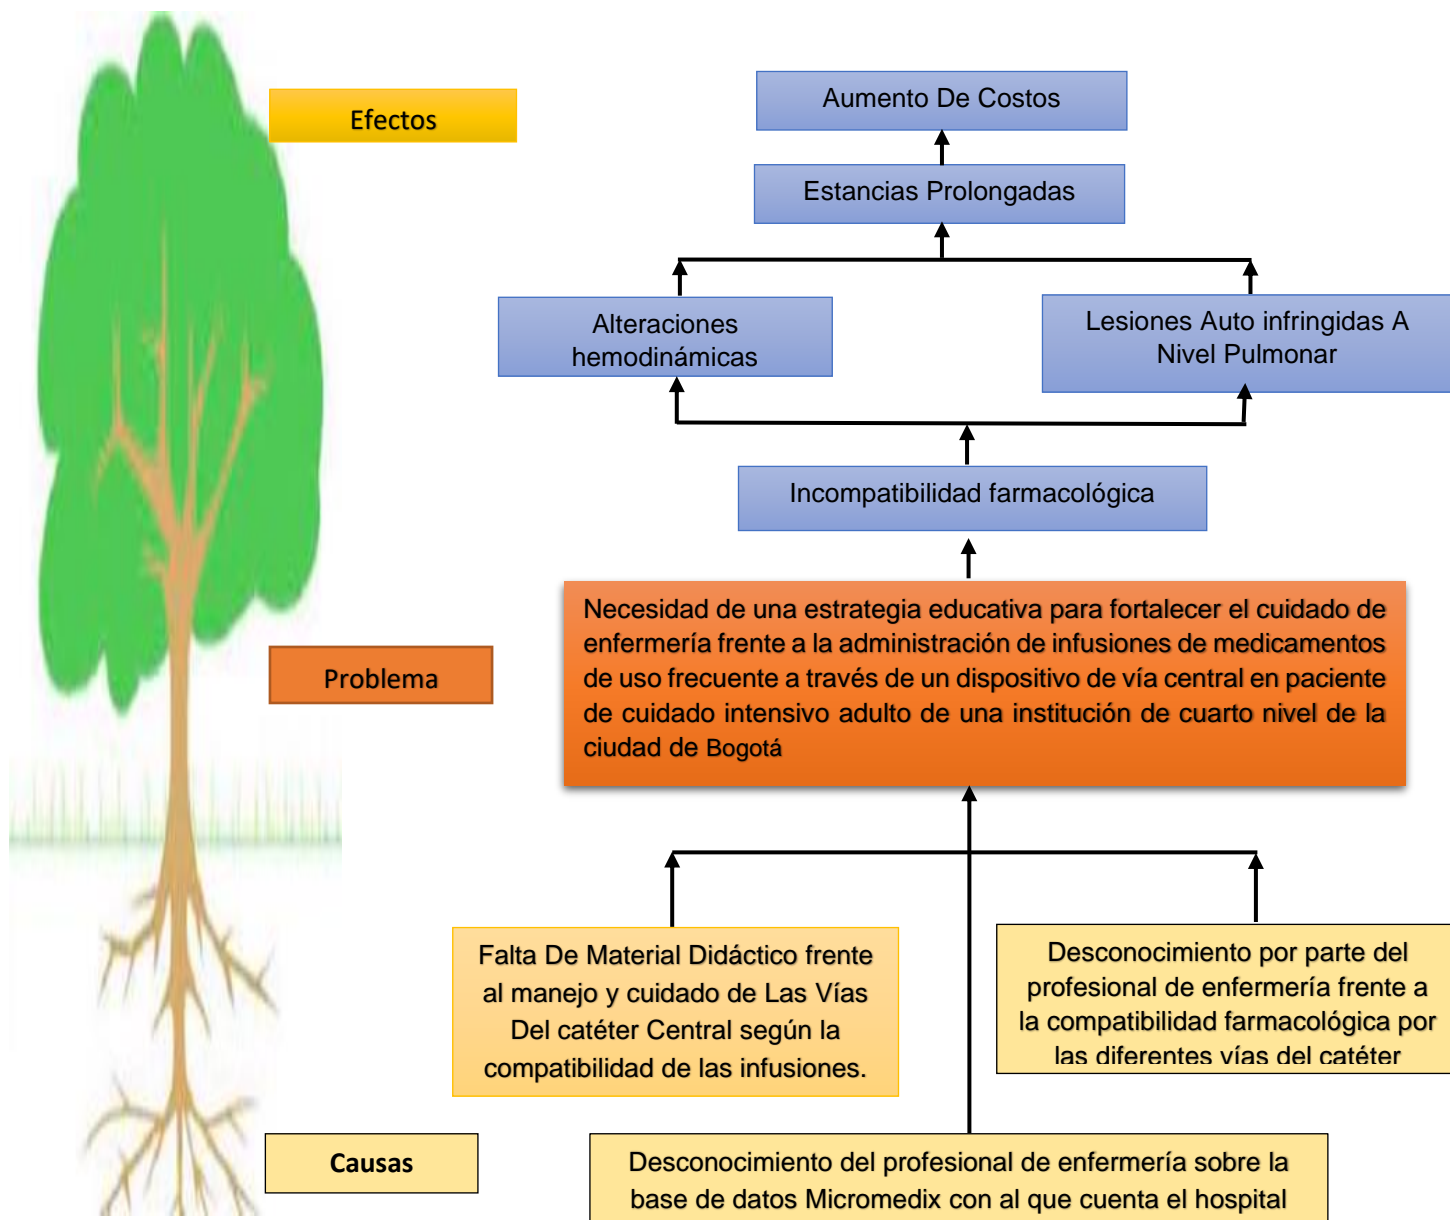 Efectos
Aumento De Costos
Estancias Prolongadas
Alteraciones
hemodinámicas
Lesiones Auto infringidas A
Nivel Pulmonar
Incompatibilidad farmacológica
Problema
Necesidad de una estrategia educativa para fortalecer el cuidado de
enfermería frente a la administración de infusiones de medicamentos
de uso frecuente a través de un dispositivo de vía central en paciente
de cuidado intensivo adulto de una institución de cuarto nivel de la
ciudad de Bogotá
Falta De Material Didáctico frente
al manejo y cuidado de Las Vías
Del catéter Central según la
compatibilidad de las infusiones.
Desconocimiento por parte del
profesional de enfermería frente a
la compatibilidad farmacológica por
las diferentes vías del catéter
Causas
Desconocimiento del profesional de enfermería sobre la
base de datos Micromedix con al que cuenta el hospital